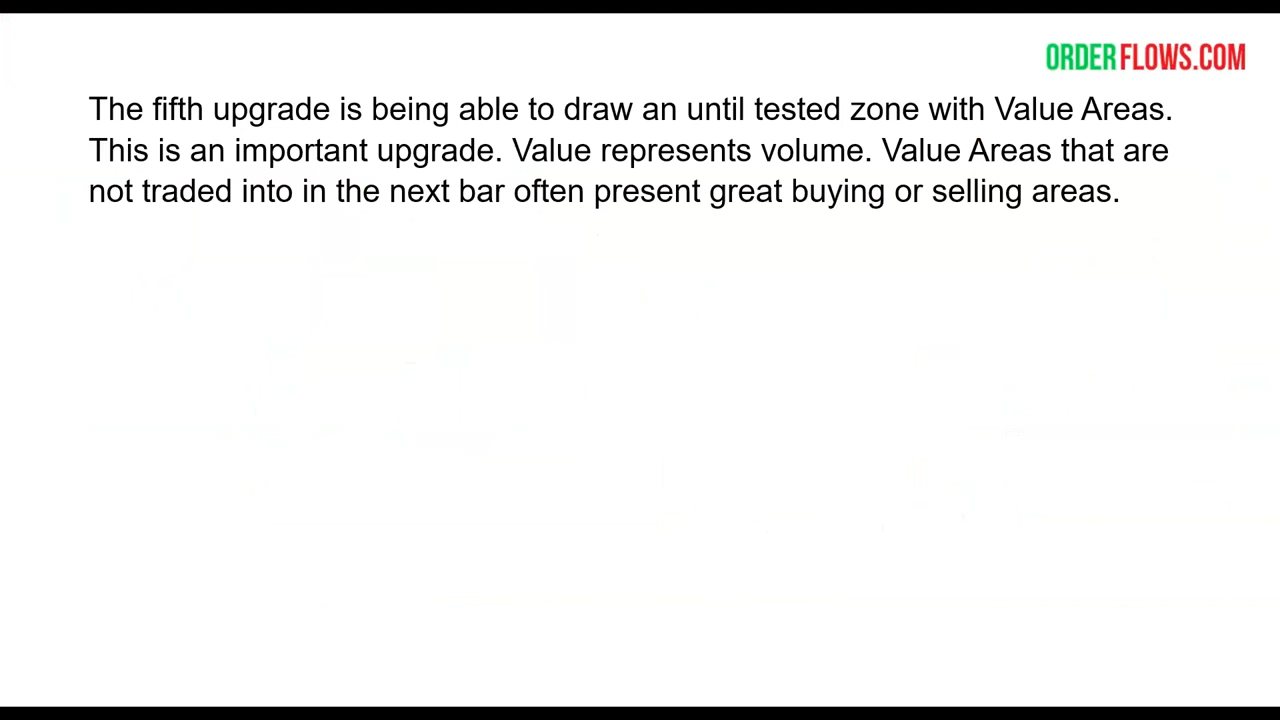 ORDERFLOWS.COM
The fifth upgrade is being able to draw an until tested zone with Value Areas.
This is an important upgrade. Value represents volume. Value Areas that are
not traded into in the next bar often present great buying or selling areas.